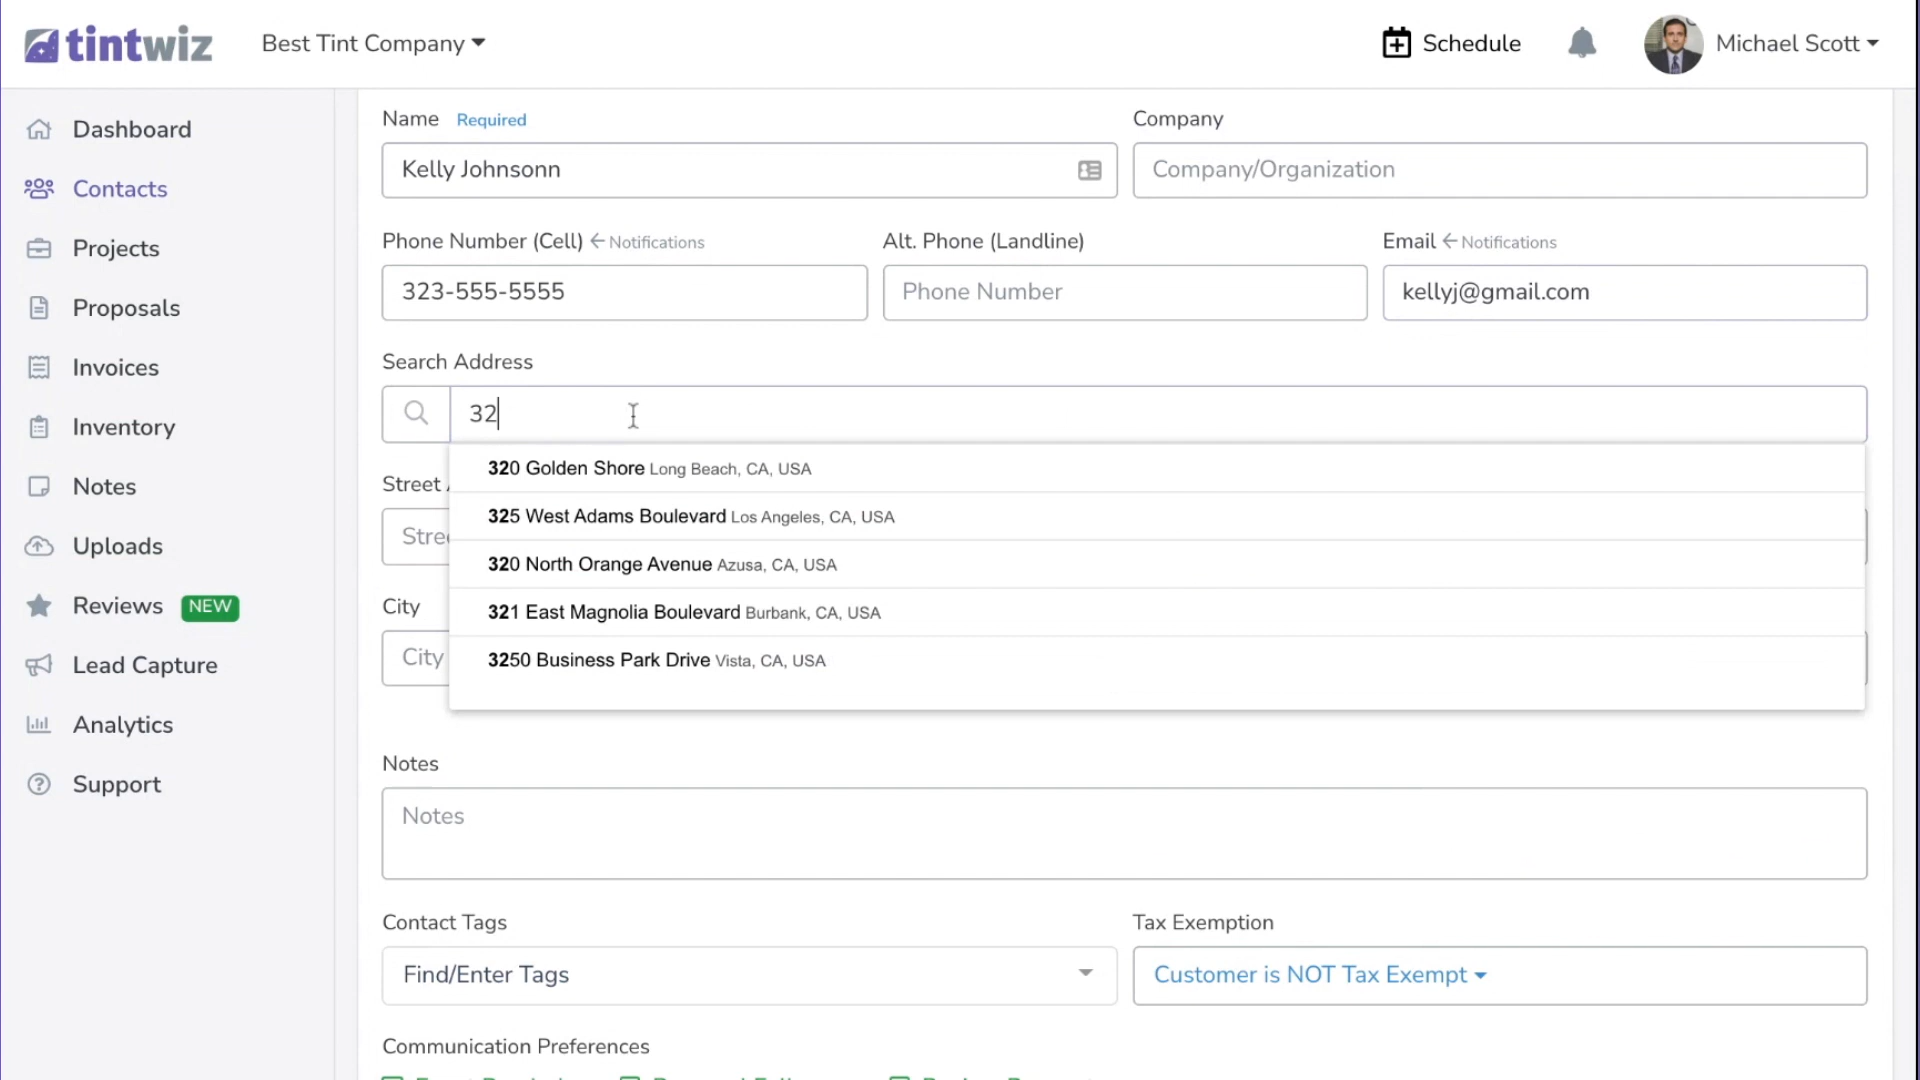 tintwiz Best Tint Company Schedule Michael Scott
Dashboard
Contacts
Projects
Proposals
Invoices
Inventory
Notes
Uploads
Reviews NEW
Lead Capture
Analytics
Support
Name Required Company
Kelly Johnsonn Company/Organization
Phone Number (Cell) ← Notifications Alt. Phone (Landline) Email ← Notifications
323-555-5555 Phone Number kellyj@gmail.com
Search Address
32
320 Golden Shore Long Beach, CA, USA
Street
325 West Adams Boulevard Los Angeles, CA, USA
320 North Orange Avenue Azusa, CA, USA
City
321 East Magnolia Boulevard Burbank, CA, USA
City
3250 Business Park Drive Vista, CA, USA
Notes
Notes
Contact Tags Tax Exemption
Find/Enter Tags Customer is NOT Tax Exempt
Communication Preferences